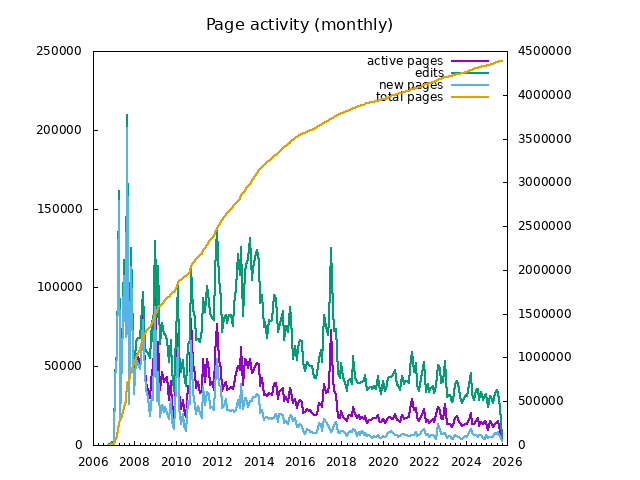 Page activity (monthly)
250000
200000
150000
100000
50000
0
4500000
4000000
3500000
3000000
2500000
2000000
1500000
1000000
500000
0
active pages
edits
new pages
total pages
2006 2008 2010 2012 2014 2016 2018 2020 2022 2024 2026